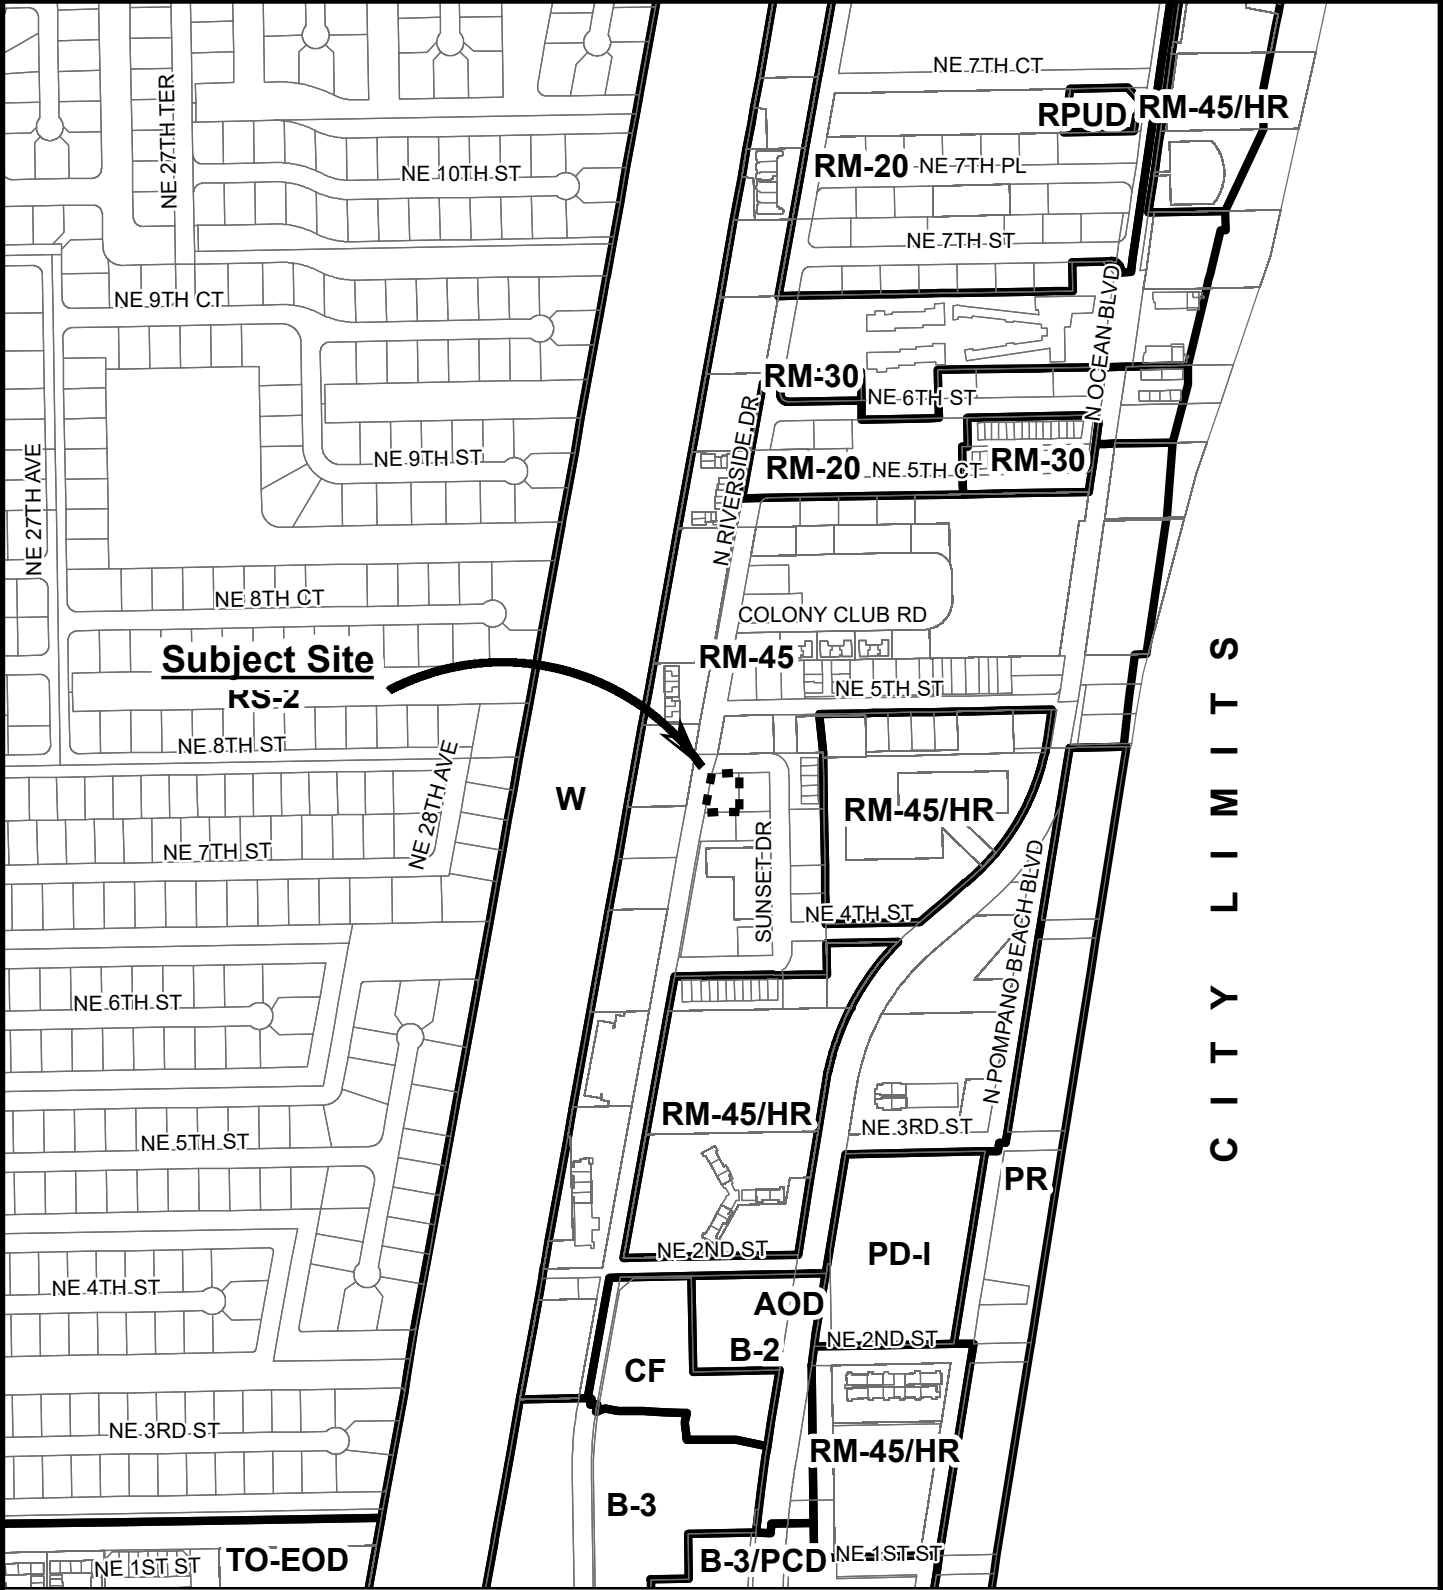 NE 7TH CT
NE 27TH TER
RPUD
RM-45/HR
NE 10TH ST
RM-20
NE 7TH PL
NE 7TH ST
NE 9TH CT
N OCEAN BLVD
RM-30
NE 6TH ST
N RIVERSIDE DR
NE 27TH AVE
NE 9TH ST
RM-20
NE 5TH CT
RM-30
NE 8TH CT
COLONY CLUB RD
Subject Site
RS-2
RM-45
NE 5TH ST
NE 8TH ST
NE 28TH AVE
W
RM-45/HR
NE 7TH ST
SUNSET DR
N POMPANO BEACH BLVD
CITY LIMITS
NE 4TH ST
NE 6TH ST
RM-45/HR
NE 3RD ST
NE 5TH ST
PR
NE 2ND ST
PD-I
NE 4TH ST
AOD
NE 2ND ST
B-2
CF
NE 3RD ST
RM-45/HR
B-3
NE 1ST ST
TO-EOD
B-3/PCD
NE 1ST ST